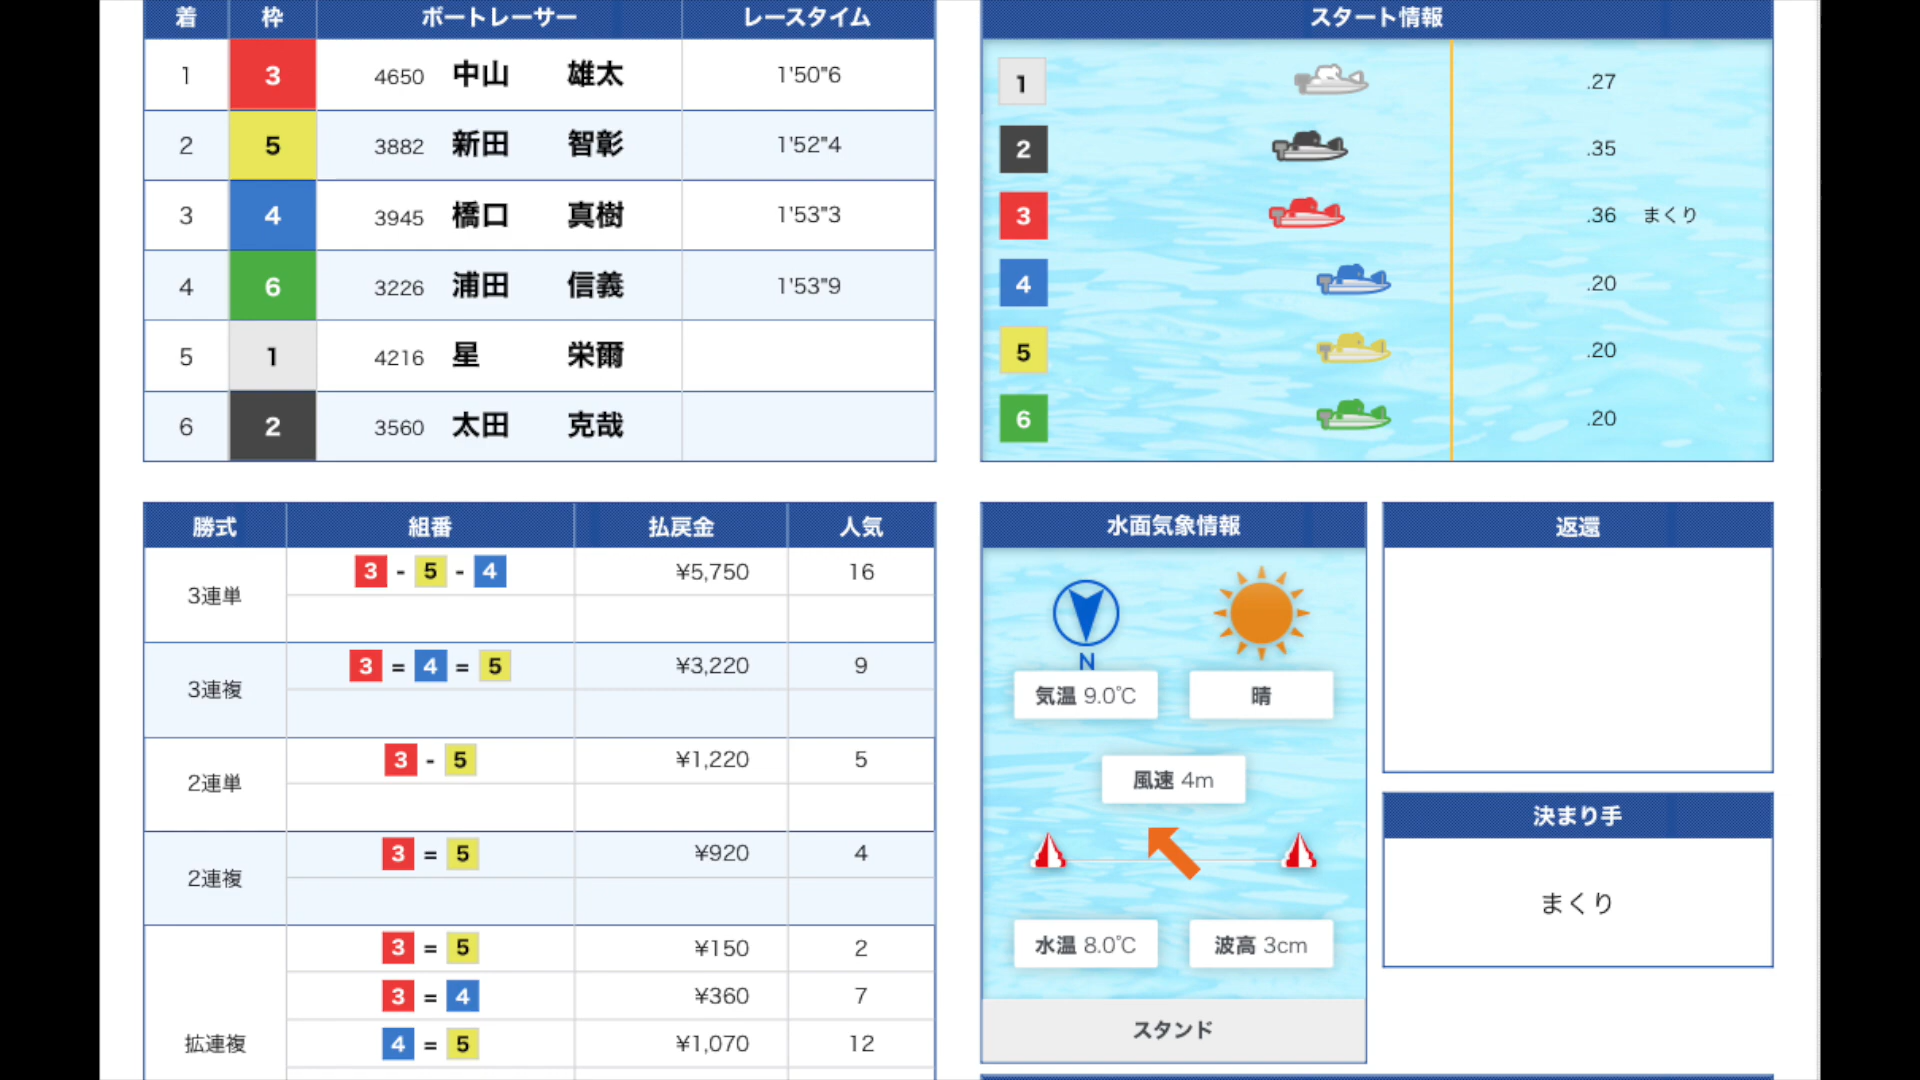 着 枠 ボートレーサー レースタイム
1 3 4650 中山 雄太 1'50"6
2 5 3882 新田 智彰 1'52"4
3 4 3945 橋口 真樹 1'53"3
4 6 3226 浦田 信義 1'53"9
5 1 4216 星 栄爾
6 2 3560 太田 克哉
スタート情報
1 .27
2 .35
3 .36 まくり
4 .20
5 .20
6 .20
勝式 組番 払戻金 人気
3連単 3 - 5 - 4 ¥5,750 16
3連複 3 = 4 = 5 ¥3,220 9
2連単 3 - 5 ¥1,220 5
2連複 3 = 5 ¥920 4
拡連複 3 = 5 ¥150 2
3 = 4 ¥360 7
4 = 5 ¥1,070 12
水面気象情報
N
気温 9.0℃ 晴
風速 4m
水温 8.0℃ 波高 3cm
スタンド
返還
決まり手
まくり